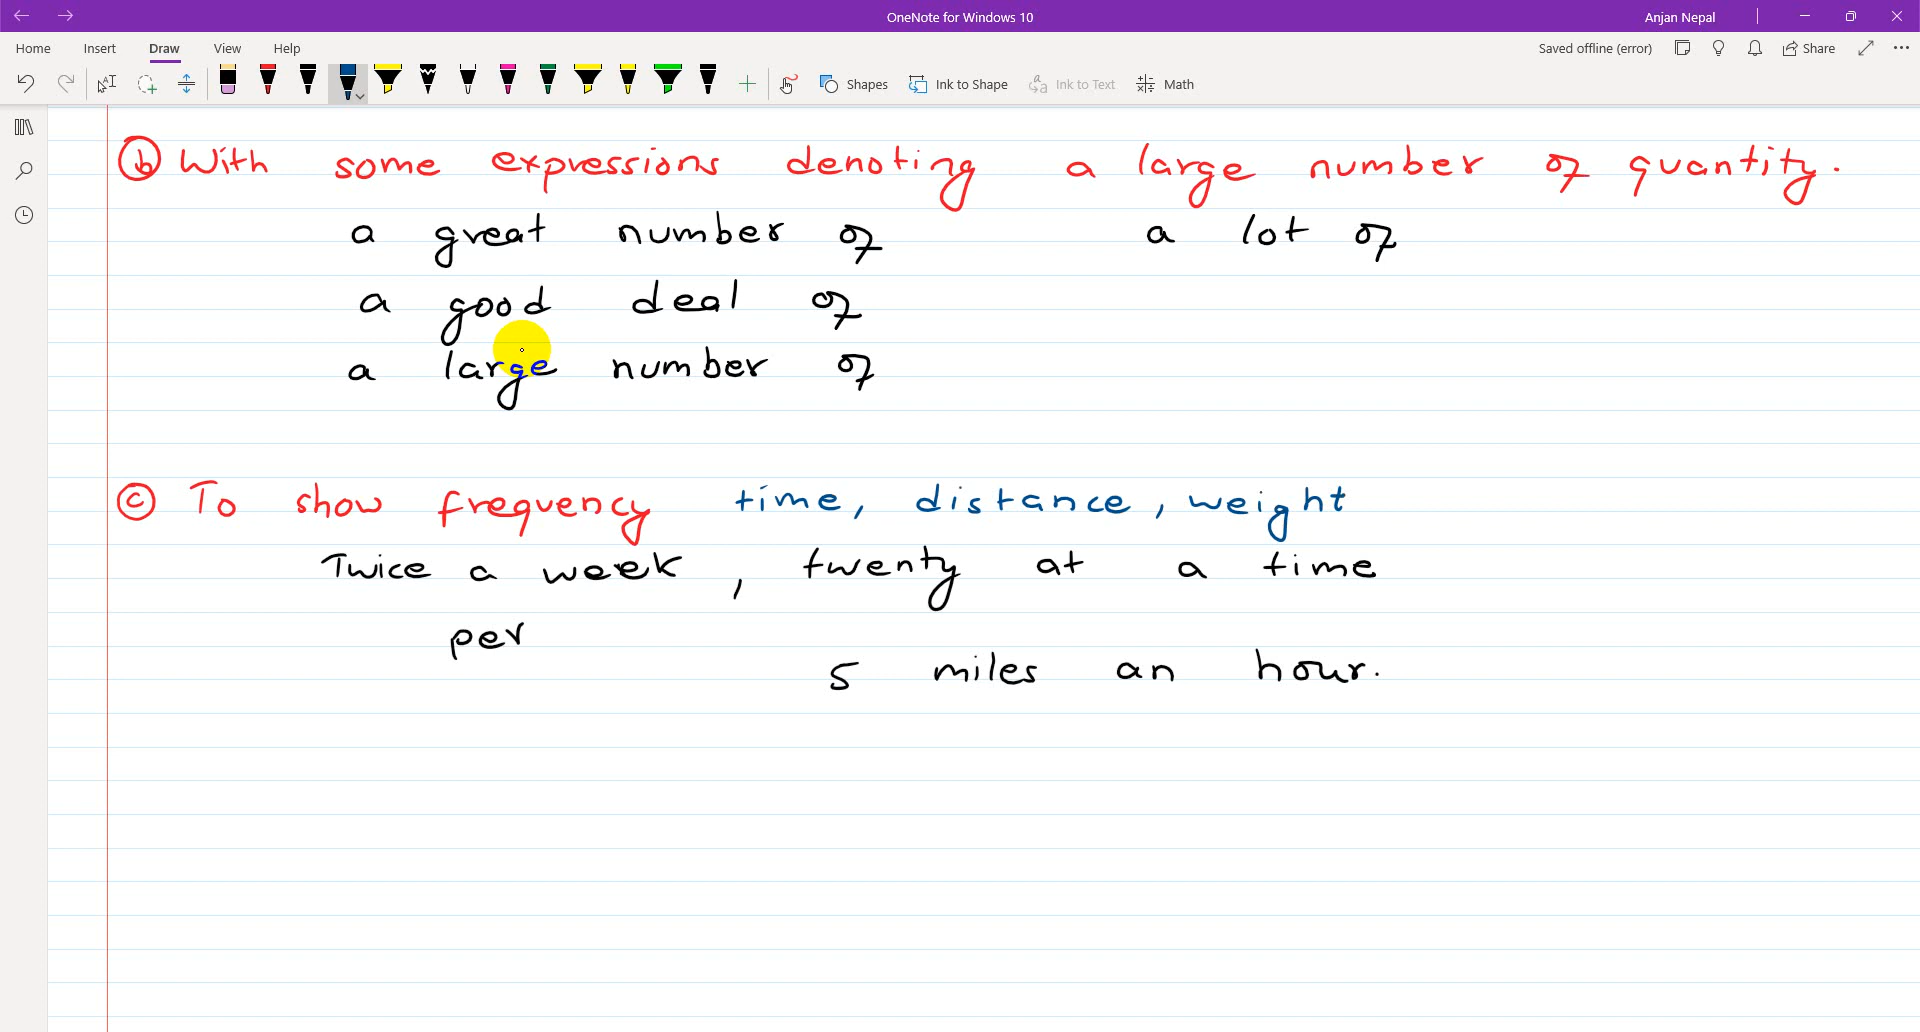 OneNote for Windows 10
Anjan Nepal
Home Insert Draw View Help
Saved offline (error) Share
Shapes Ink to Shape Ink to Text Math
b With some expressions denoting a large number of quantity.
a great number of a lot of
a good deal of
a large number of
c To show frequency time, distance, weight
Twice a week, twenty at a time
per
5 miles an hour.